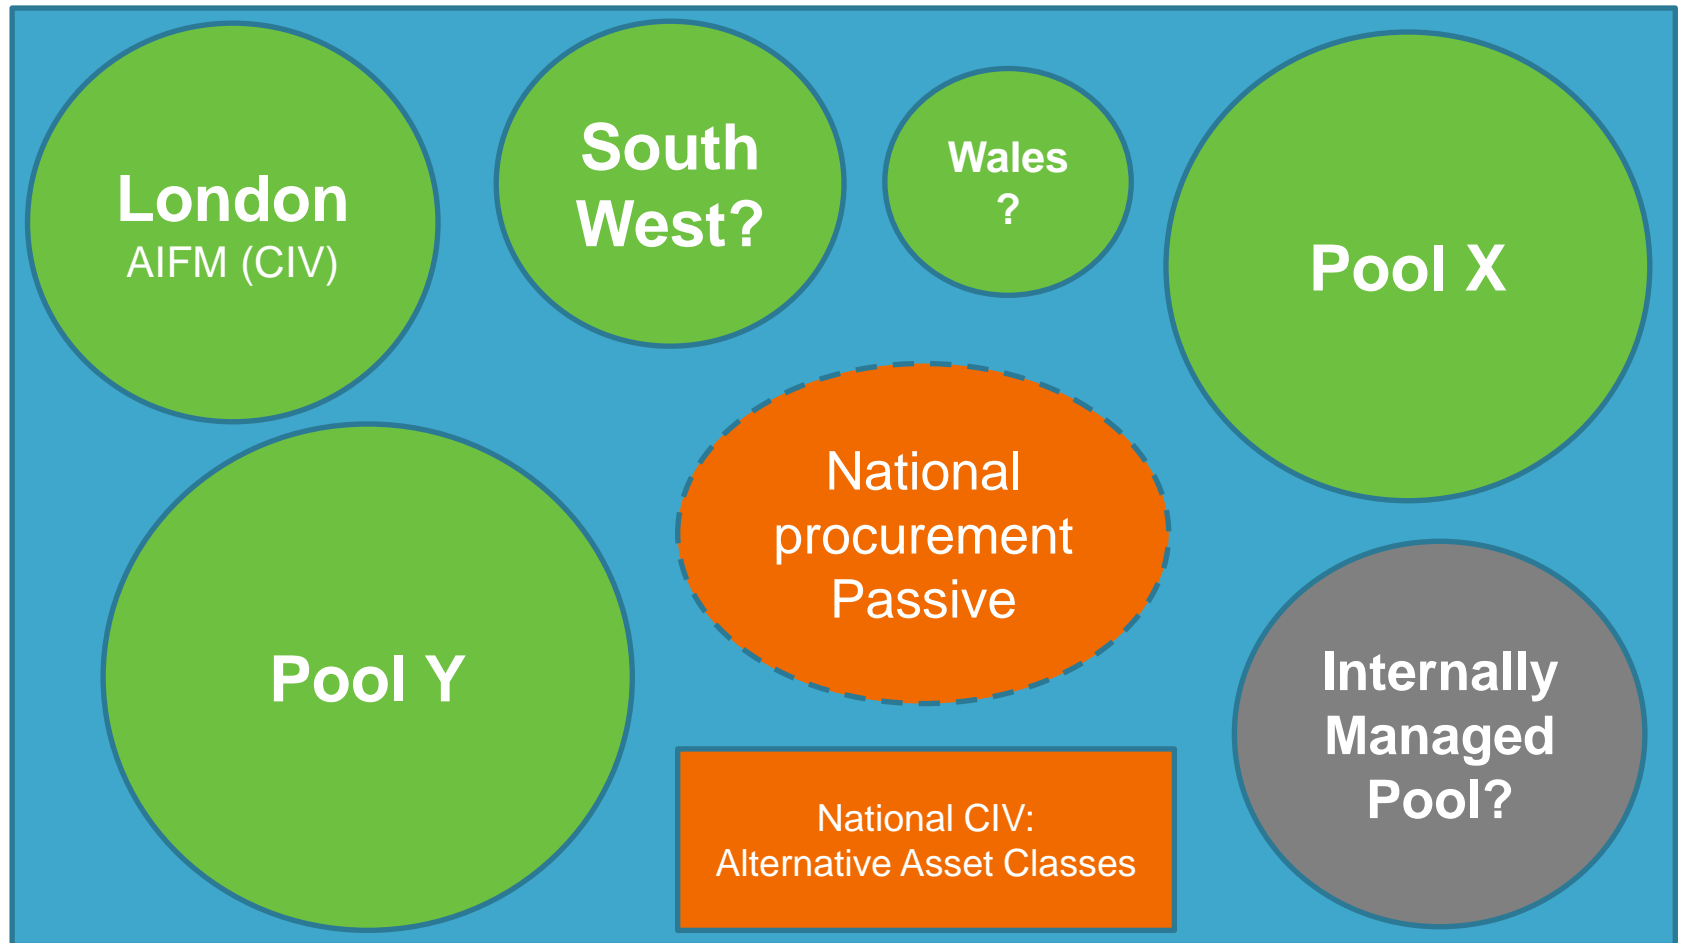 London
AIFM (CIV)
South
West?
Wales
?
Pool X
National
procurement
Passive
Pool Y
Internally
Managed
Pool?
National CIV:
Alternative Asset Classes